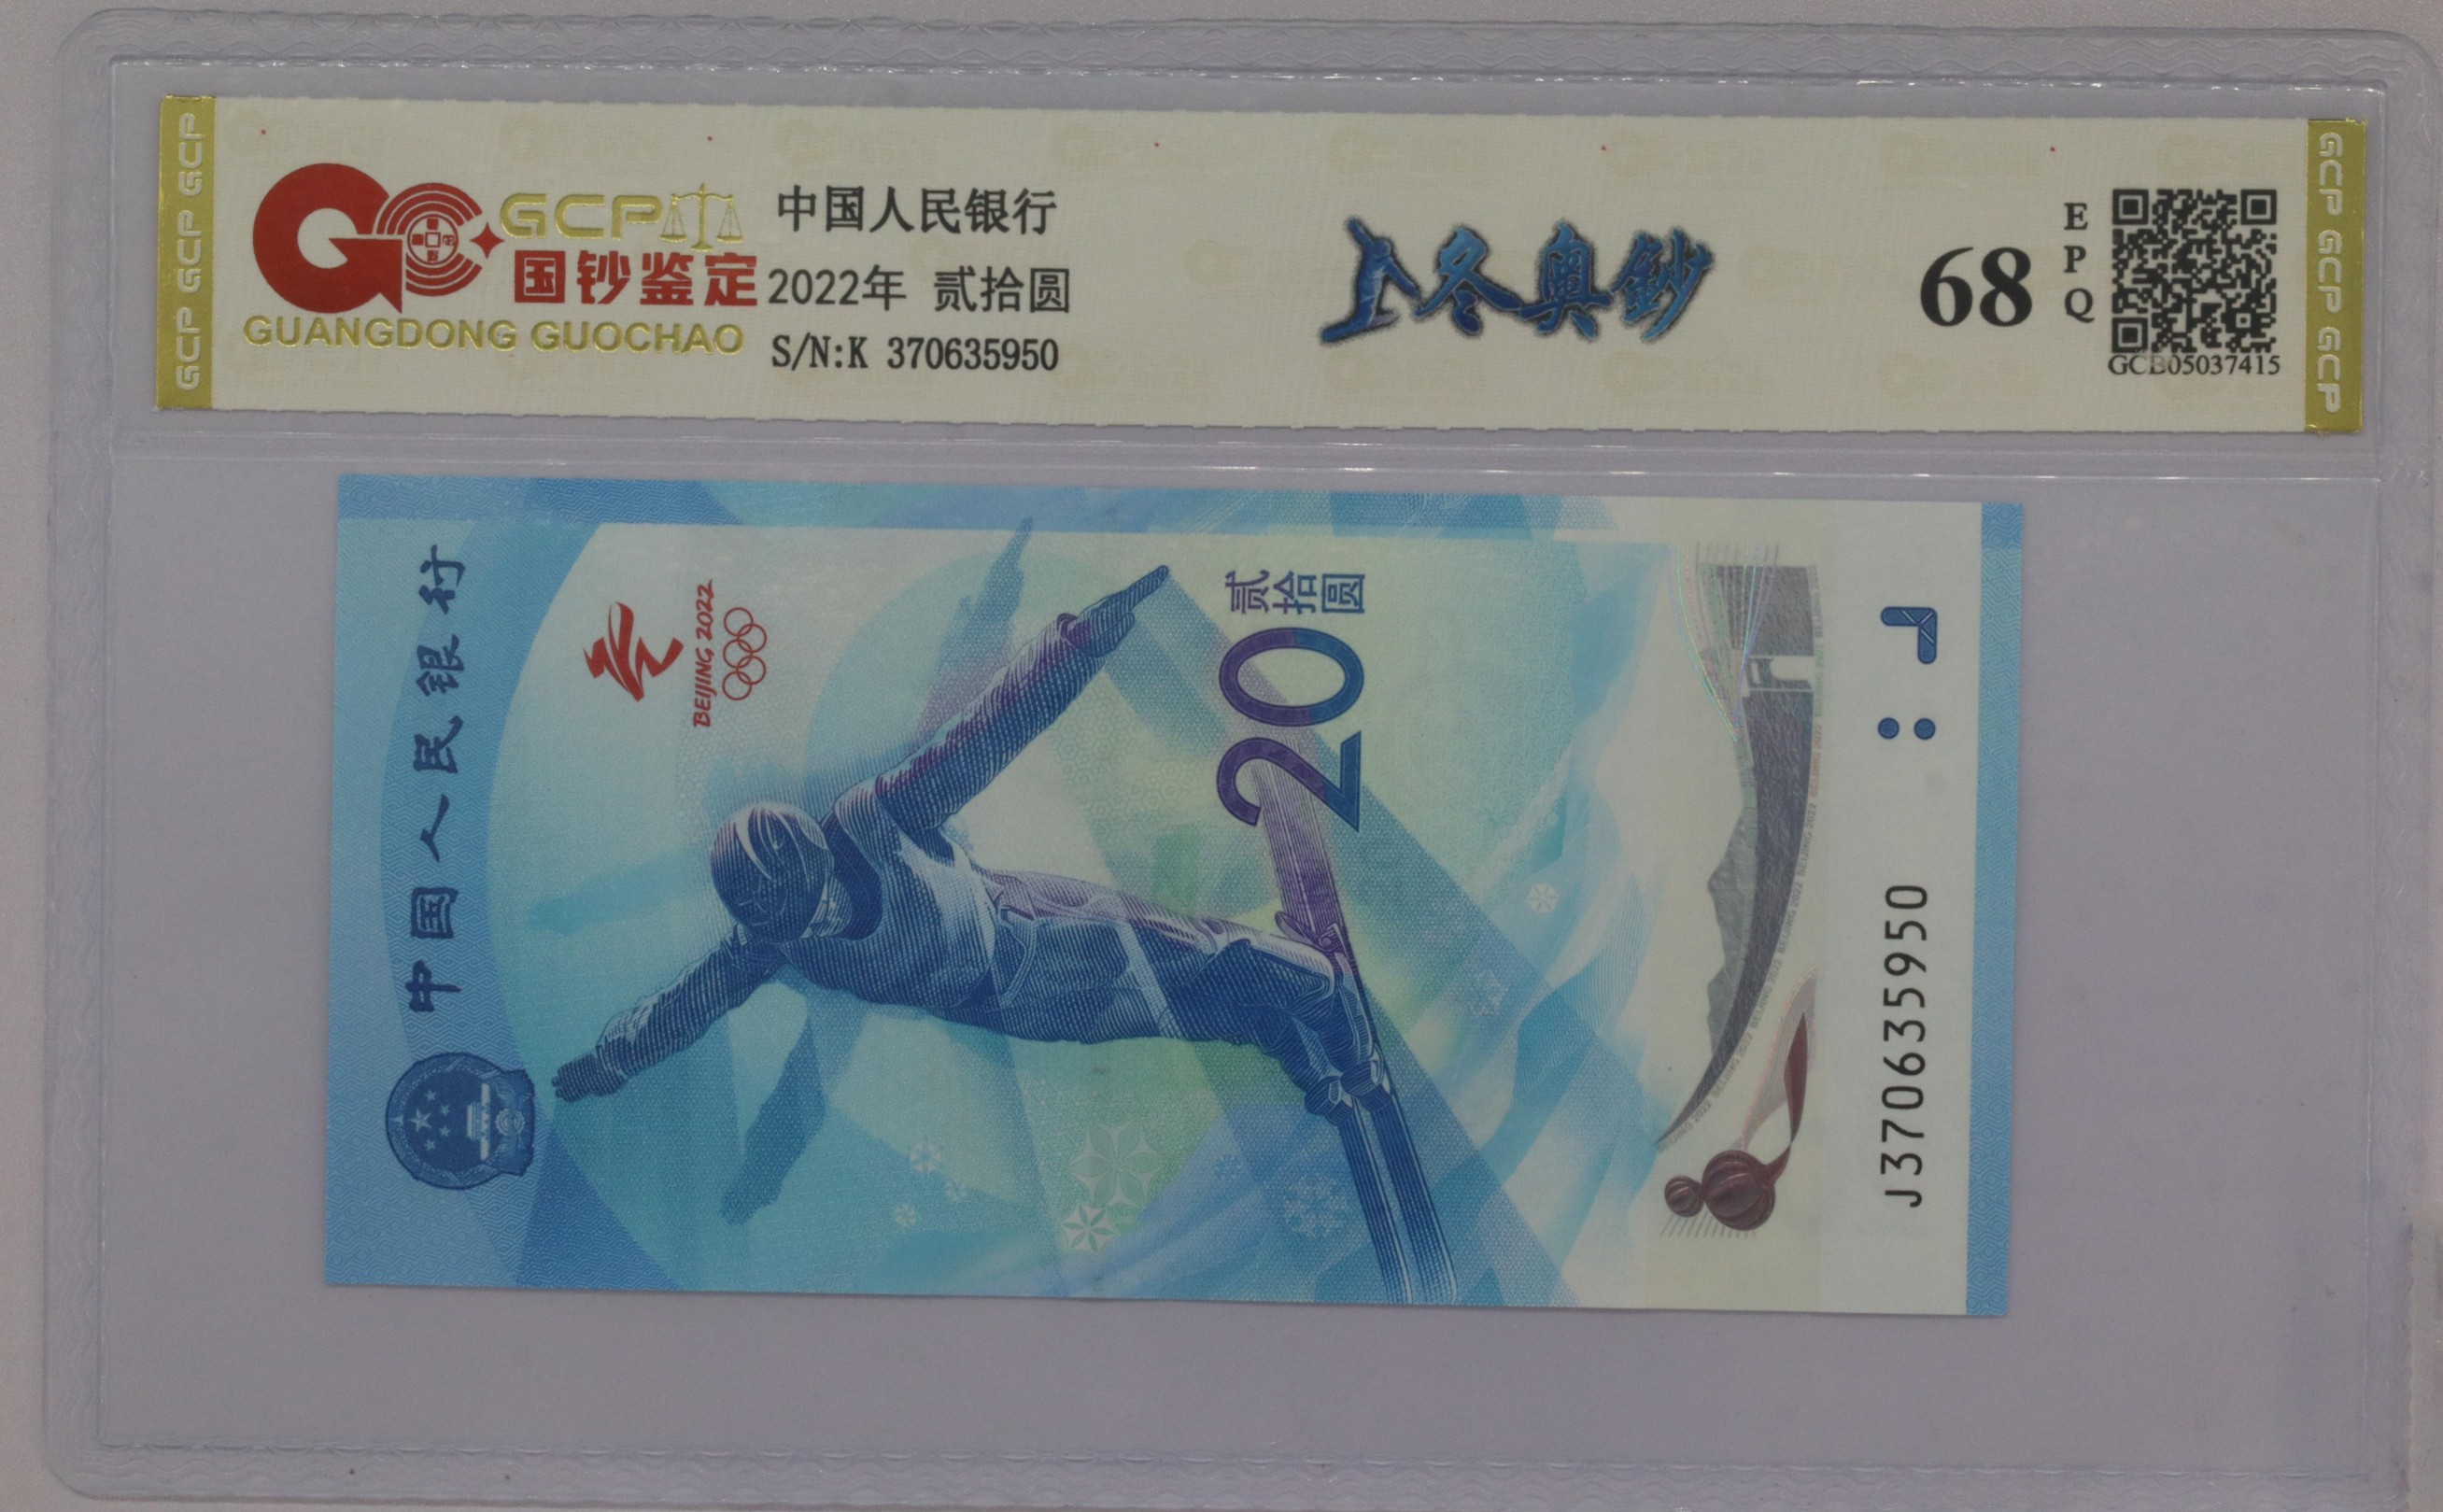 GCP GCP GCP
GCP
国钞鉴定
GUANGDONG GUOCHAO
中国人民银行
2022年 贰拾圆
S/N:K 370635950
冬奥鈔
68
E
P
Q
GCB05037415
GCP GCP GCP
中国人民银行
BEIJING 2022
贰拾圆
20
J370635950